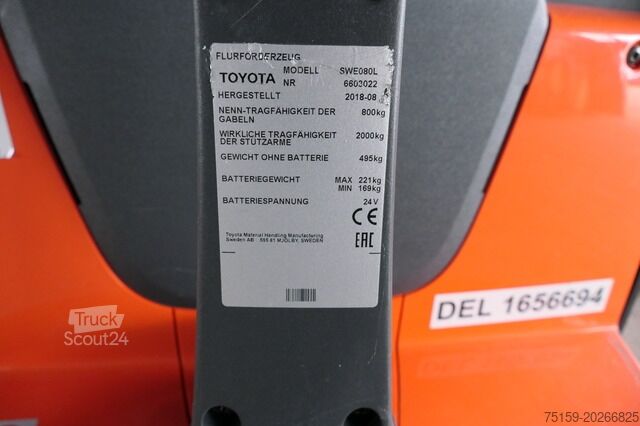 FLURFÖRDERZEUG
TOYOTA MODELL SWE080L
NR 6603022
HERGESTELLT 2018-08
NENN-TRAGFÄHIGKEIT DER 800kg
GABELN
WIRKLICHE TRAGFÄHIGKEIT 2000kg
DER STÜTZARME
GEWICHT OHNE BATTERIE 495kg
BATTERIEGEWICHT MAX 221kg
MIN 169kg
BATTERIESPANNUNG 24V
CE
EAC
Toyota Material Handling Manufacturing
Sweden AB 595 81 MJÖLBY, SWEDEN
DEL 1656694
Truck
Scout24
75159-20266825